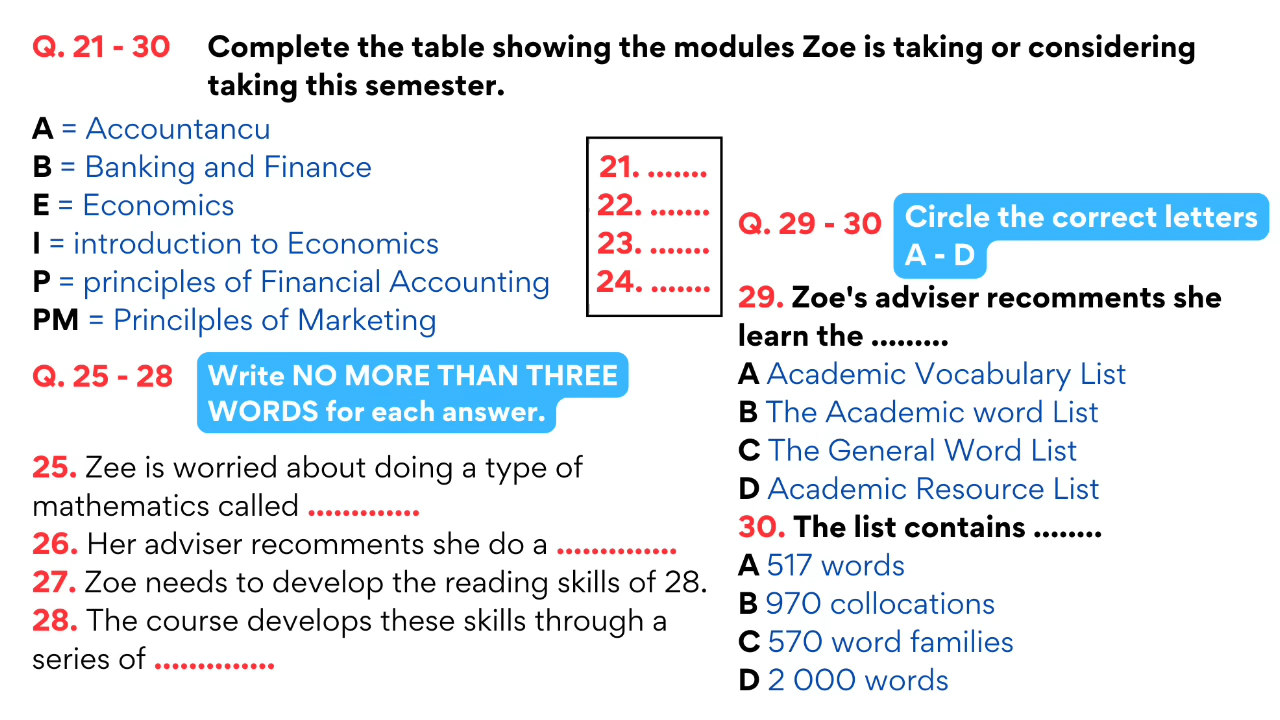 Q. 21 - 30 Complete the table showing the modules Zoe is taking or considering
taking this semester.
A = Accountancu
B = Banking and Finance
E = Economics
I = introduction to Economics
P = principles of Financial Accounting
PM = Princilples of Marketing
21. .......
22. .......
23. .......
24. .......
Q. 25 - 28 Write NO MORE THAN THREE
WORDS for each answer.
25. Zee is worried about doing a type of
mathematics called .............
26. Her adviser recomments she do a ..............
27. Zoe needs to develop the reading skills of 28.
28. The course develops these skills through a
series of ..............
Q. 29 - 30 Circle the correct letters
A - D
29. Zoe's adviser recomments she
learn the .........
A Academic Vocabulary List
B The Academic word List
C The General Word List
D Academic Resource List
30. The list contains ........
A 517 words
B 970 collocations
C 570 word families
D 2 000 words